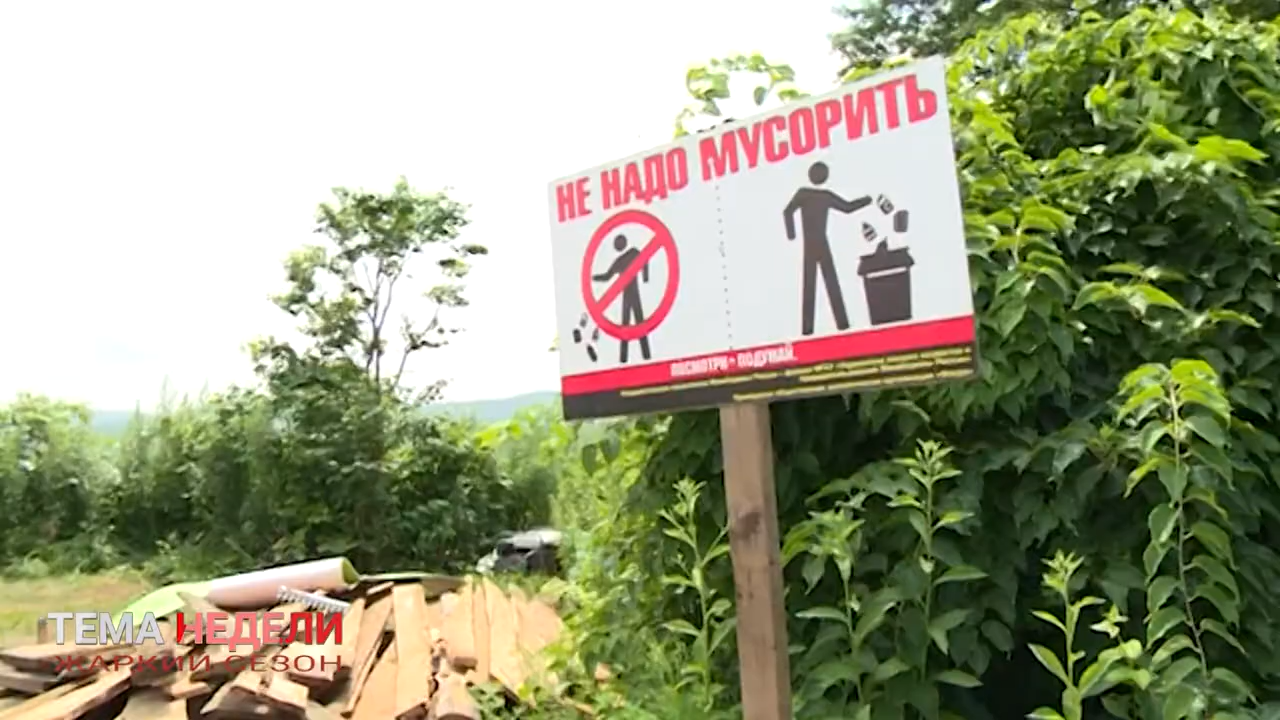 НЕ НАДО МУСОРИТЬ
ПОСМОТРИ - ПОДУМАЙ.
ТЕМА НЕДЕЛИ
ЖАРКИЙ СЕЗОН